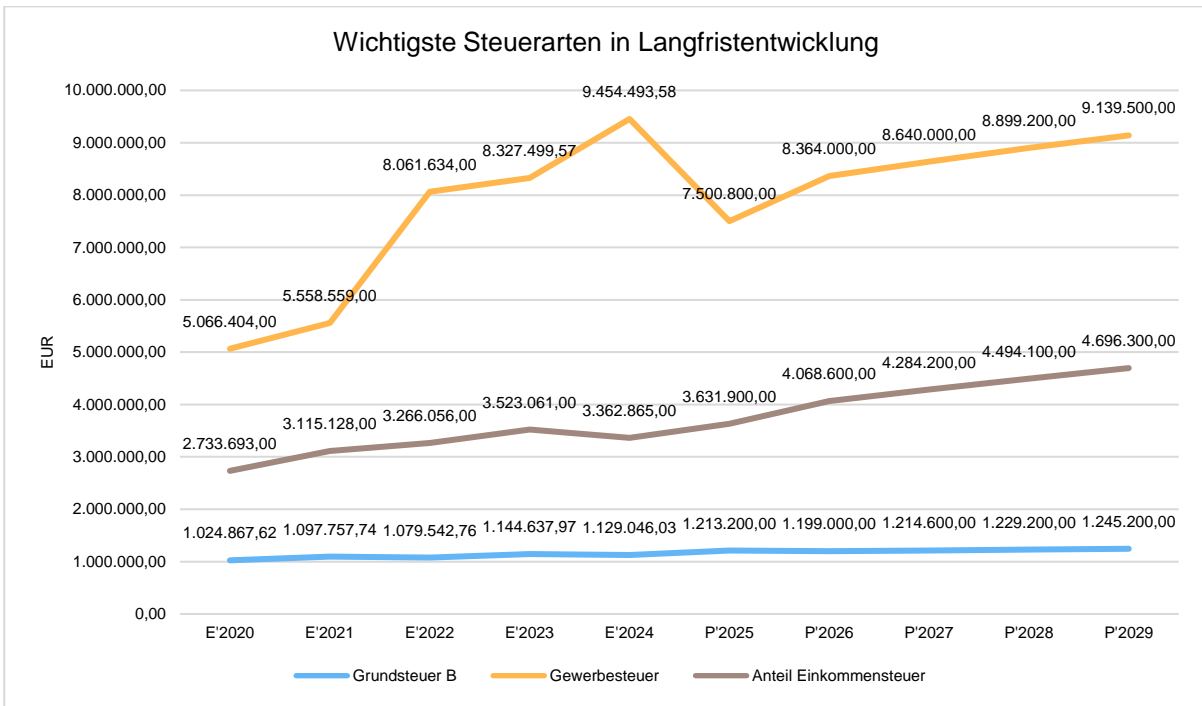 Wichtigste Steuerarten in Langfristentwicklung
10.000.000,00
9.000.000,00
8.000.000,00
7.000.000,00
6.000.000,00
5.000.000,00
4.000.000,00
3.000.000,00
2.000.000,00
1.000.000,00
0,00
EUR
5.066.404,00
5.558.559,00
8.061.634,00
8.327.499,57
9.454.493,58
7.500.800,00
8.364.000,00
8.640.000,00
8.899.200,00
9.139.500,00
2.733.693,00
3.115.128,00
3.266.056,00
3.523.061,00
3.362.865,00
3.631.900,00
4.068.600,00
4.284.200,00
4.494.100,00
4.696.300,00
1.024.867,62
1.097.757,74
1.079.542,76
1.144.637,97
1.129.046,03
1.213.200,00
1.199.000,00
1.214.600,00
1.229.200,00
1.245.200,00
E'2020
E'2021
E'2022
E'2023
E'2024
P'2025
P'2026
P'2027
P'2028
P'2029
Grundsteuer B
Gewerbesteuer
Anteil Einkommensteuer